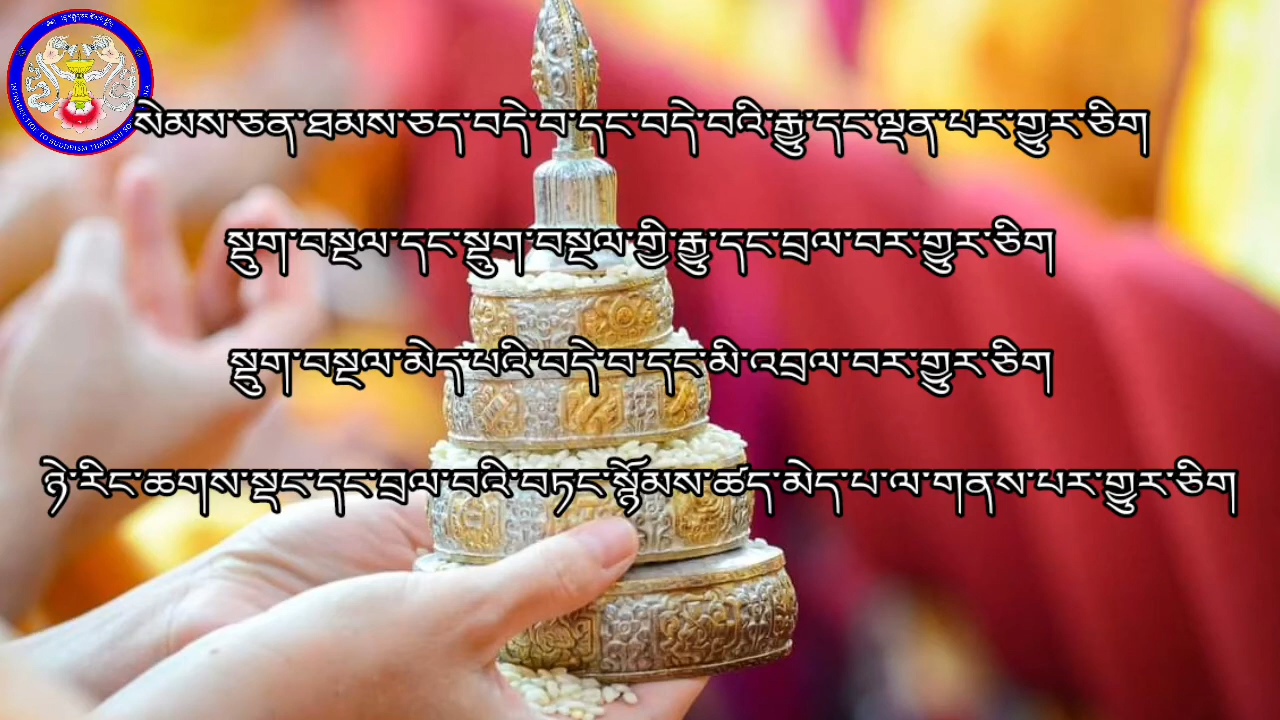 སེམས་ཅན་ཐམས་ཅད་བདེ་བ་དང་བདེ་བའི་རྒྱུ་དང་ལྡན་པར་གྱུར་ཅིག
སྡུག་བསྔལ་དང་སྡུག་བསྔལ་གྱི་རྒྱུ་དང་བྲལ་བར་གྱུར་ཅིག
སྡུག་བསྔལ་མེད་པའི་བདེ་བ་དང་མི་འབྲལ་བར་གྱུར་ཅིག
ཉེ་རིང་ཆགས་སྡང་དང་བྲལ་བའི་བཏང་སྙོམས་ཚད་མེད་པ་ལ་གནས་པར་གྱུར་ཅིག